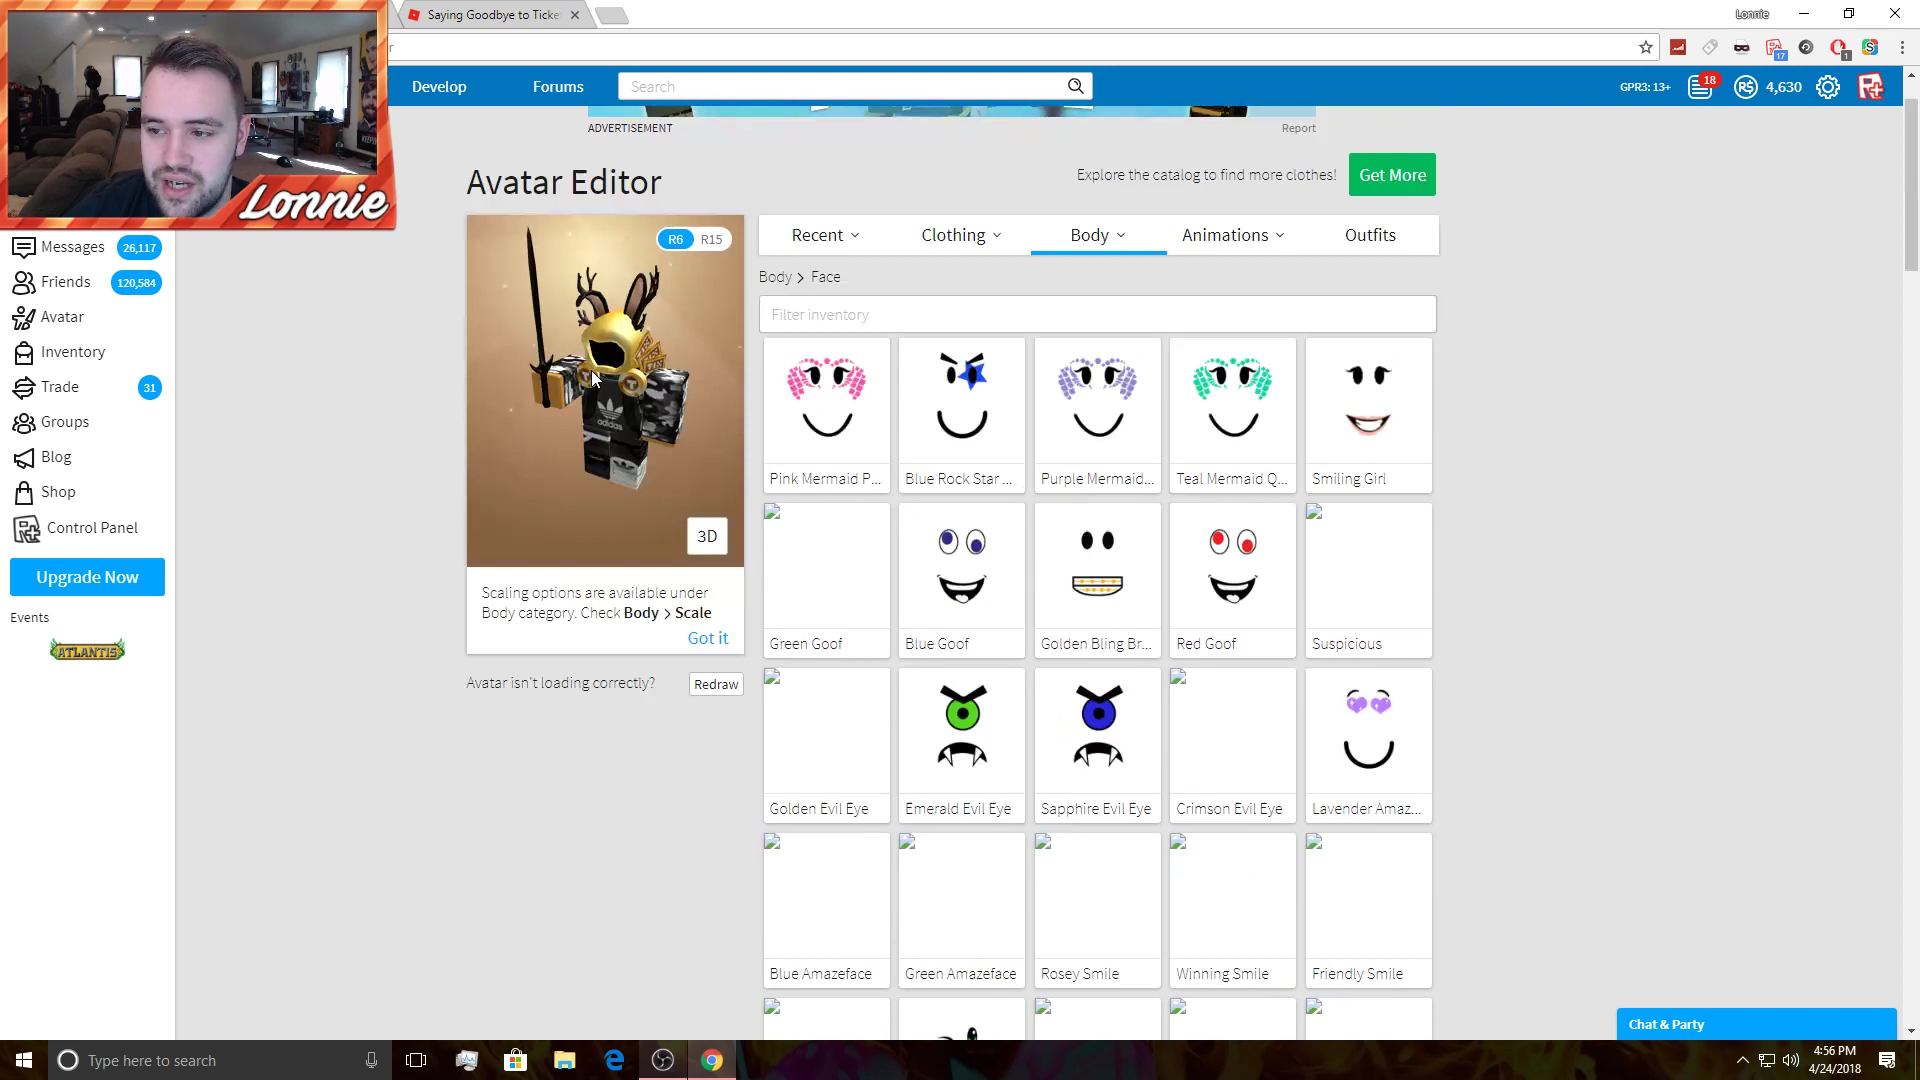 Saying Goodbye to Ticke
Lonnie
r
Lonnie
Develop
Forums
Search
GPR3: 13+
18
4,630
ADVERTISEMENT
Report
Avatar Editor
Explore the catalog to find more clothes!
Get More
Messages
26,117
Friends
120,584
Avatar
Inventory
Trade
31
Groups
Blog
Shop
Control Panel
Upgrade Now
Events
ATLANTIS
R6
R15
adidas
3D
Scaling options are available under
Body category. Check Body > Scale
Got it
Avatar isn't loading correctly?
Redraw
Recent
Clothing
Body
Animations
Outfits
Body > Face
Filter inventory
Pink Mermaid P...
Blue Rock Star ...
Purple Mermaid...
Teal Mermaid Q...
Smiling Girl
Green Goof
Blue Goof
Golden Bling Br...
Red Goof
Suspicious
Golden Evil Eye
Emerald Evil Eye
Sapphire Evil Eye
Crimson Evil Eye
Lavender Amaz...
Blue Amazeface
Green Amazeface
Rosey Smile
Winning Smile
Friendly Smile
Chat & Party
Type here to search
4:56 PM
4/24/2018